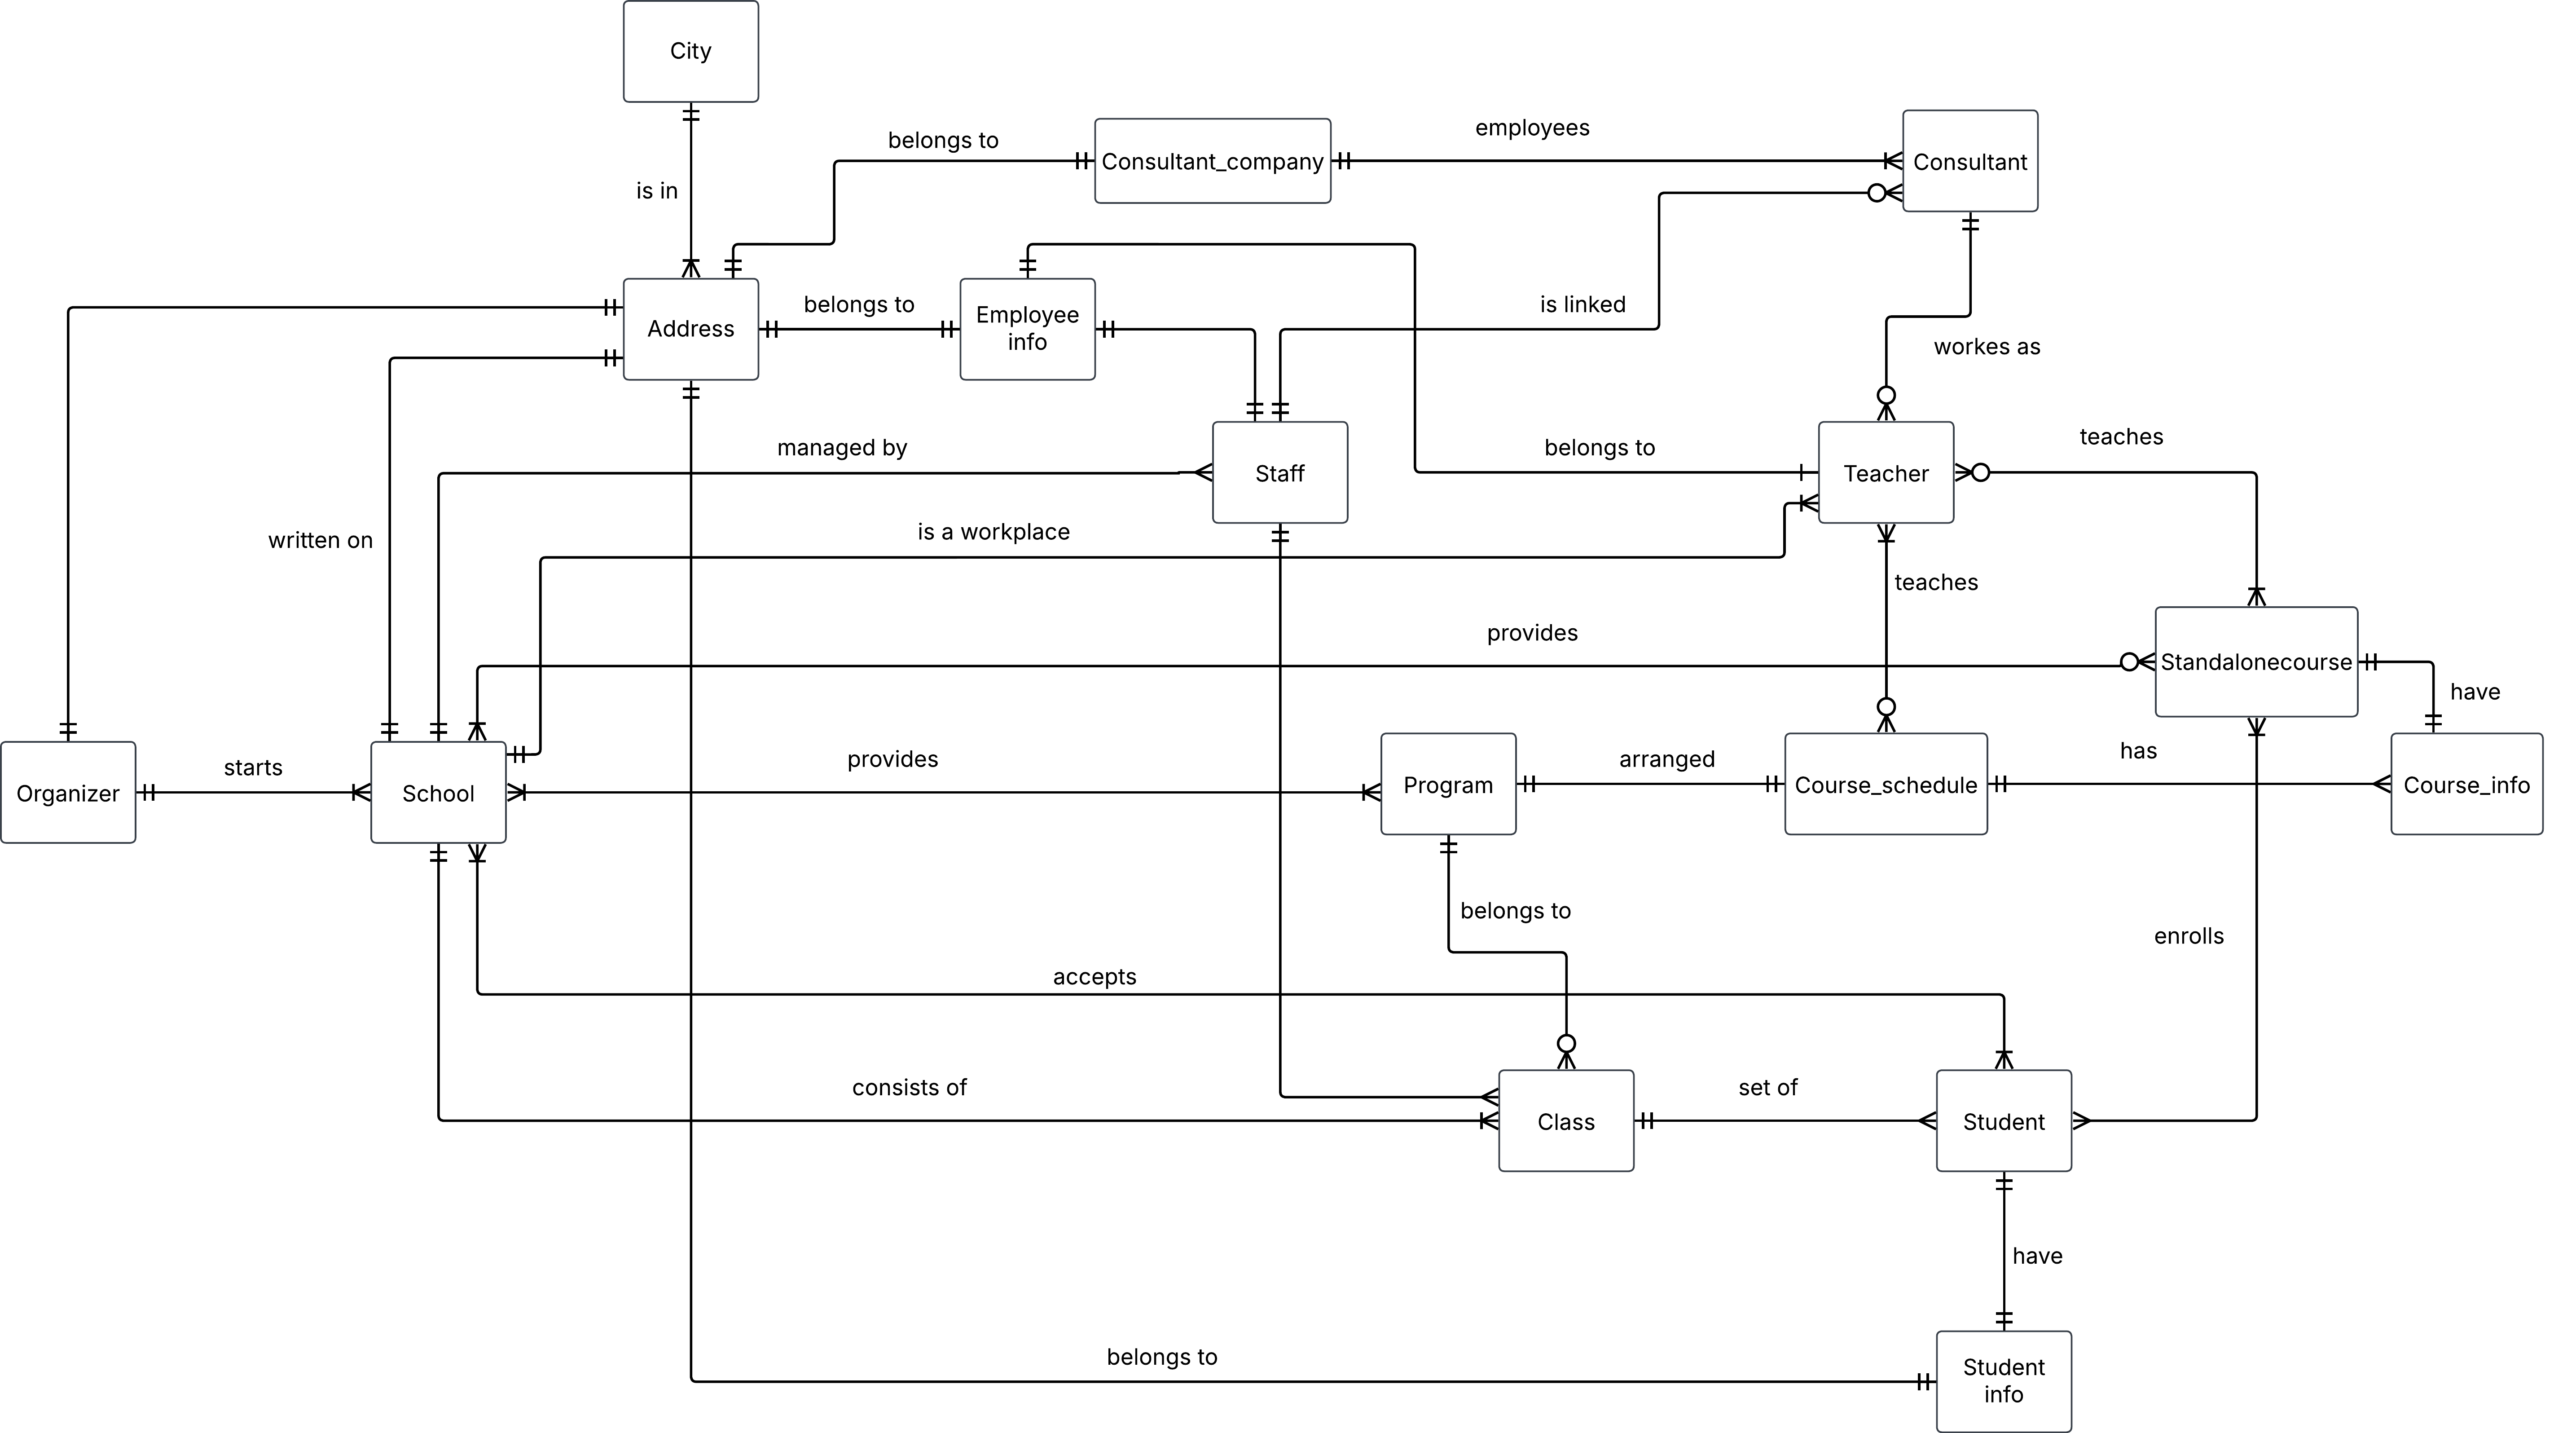 City
employees
belongs to
Consultant_company
Consultant
is in
belongs to
Employee
info
is linked
Address
workes as
managed by
belongs to
teaches
Staff
Teacher
written on
is a workplace
teaches
provides
Standalonecourse
have
starts
provides
arranged
has
Organizer
School
Program
Course_schedule
Course_info
belongs to
enrolls
accepts
consists of
set of
Class
Student
have
belongs to
Student
info